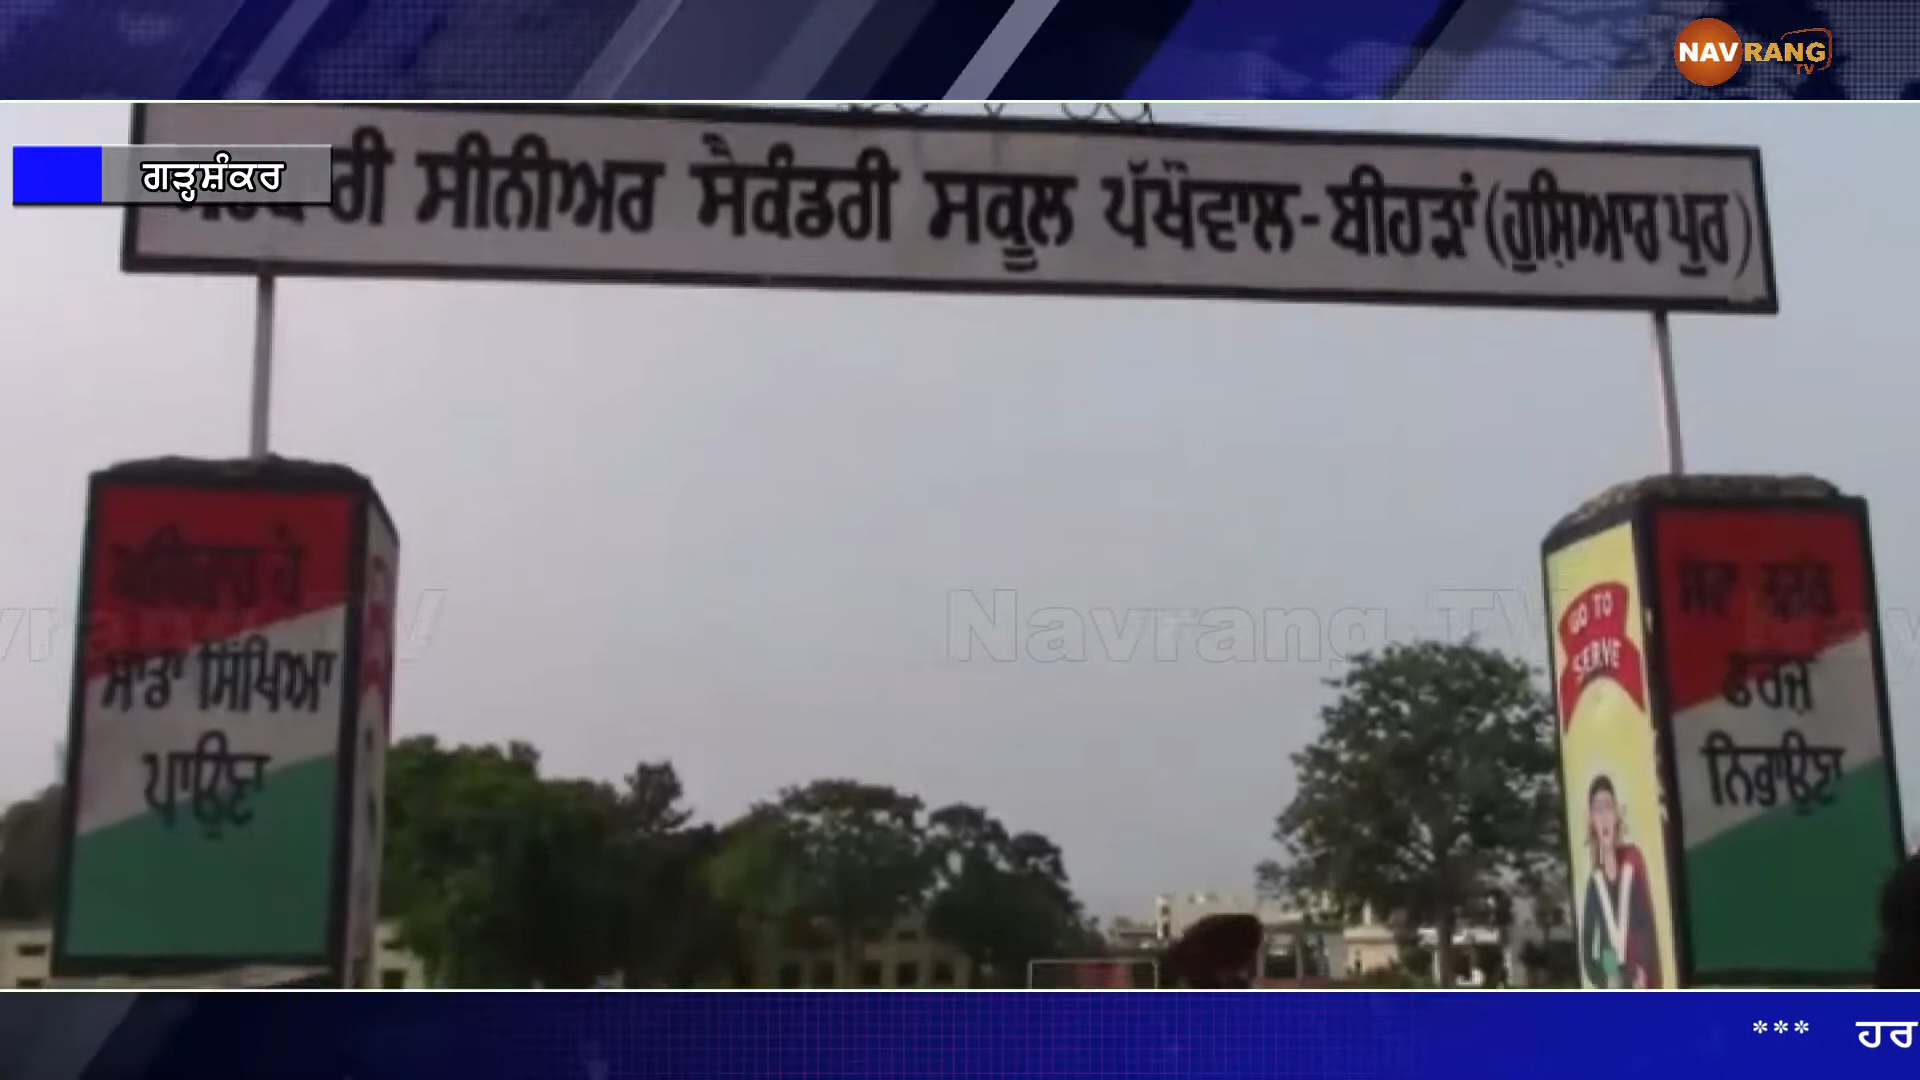 NAVRANG
TV
ਗੜ੍ਹਸ਼ੰਕਰ
ਸੀਨੀਅਰ ਸੈਕੰਡਰੀ ਸਕੂਲ ਪੱਖੋਵਾਲ-ਬੀਹੜਾਂ (ਹੁਸ਼ਿਆਰਪੁਰ)
ਸਾਡਾ ਸਿੱਖਿਆ
ਪਾਉਣਾ
Navrang TV
GO TO
SERVE
ਫਰਜ਼
ਨਿਭਾਉਣਾ
*** ਹਰ